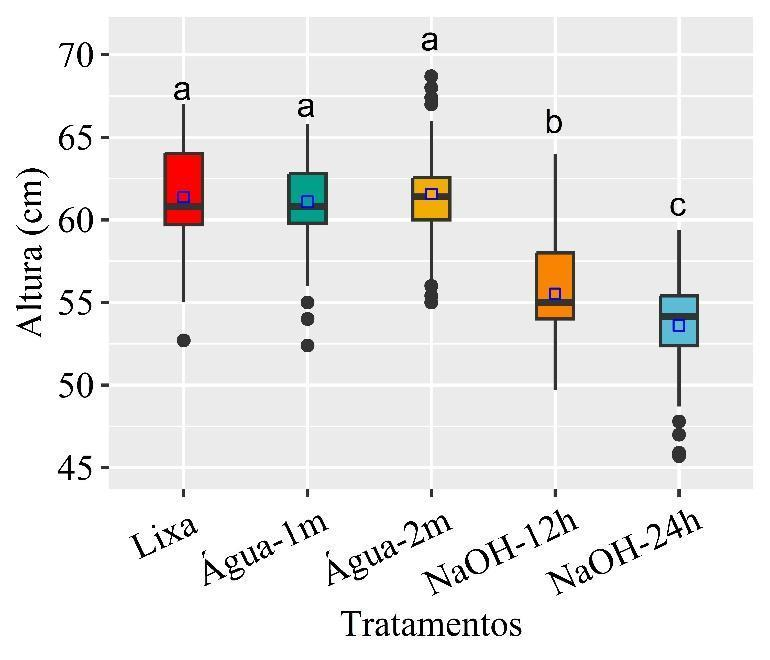 Altura (cm)
70
65
60
55
50
45
a
a
a
b
c
Lixa
Água-1m
Água-2m
NaOH-12h
NaOH-24h
Tratamentos